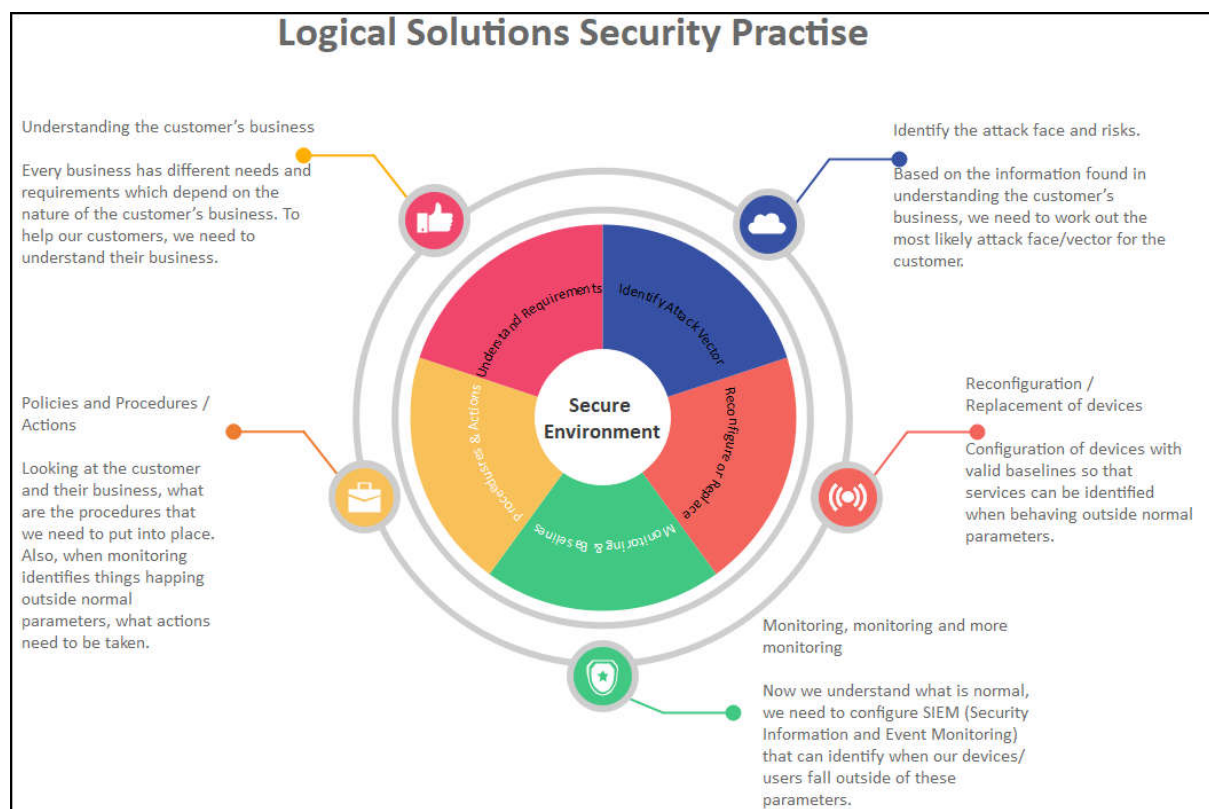 Logical Solutions Security Practise
Understanding the customer's business
Every business has different needs and
requirements which depend on the
nature of the customer's business. To
help our customers, we need to
understand their business.
Identify the attack face and risks.
Based on the information found in
understanding the customer's
business, we need to work out the
most likely attack face/vector for the
customer.
Understand Requirements
Identify Attack Vector
Reconfigure or Replace
Monitoring & Baselines
Procedusres & Actions
Secure
Environment
Policies and Procedures /
Actions
Looking at the customer
and their business, what
are the procedures that
we need to put into place.
Also, when monitoring
identifies things happing
outside normal
parameters, what actions
need to be taken.
Reconfiguration /
Replacement of devices
Configuration of devices with
valid baselines so that
services can be identified
when behaving outside normal
parameters.
Monitoring, monitoring and more
monitoring
Now we understand what is normal,
we need to configure SIEM (Security
Information and Event Monitoring)
that can identify when our devices/
users fall outside of these
parameters.